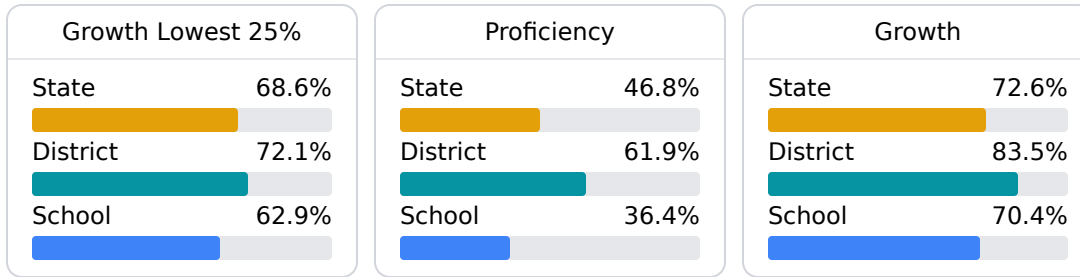 Growth Lowest 25%
State 68.6%
District 72.1%
School 62.9%
Proficiency
State 46.8%
District 61.9%
School 36.4%
Growth
State 72.6%
District 83.5%
School 70.4%